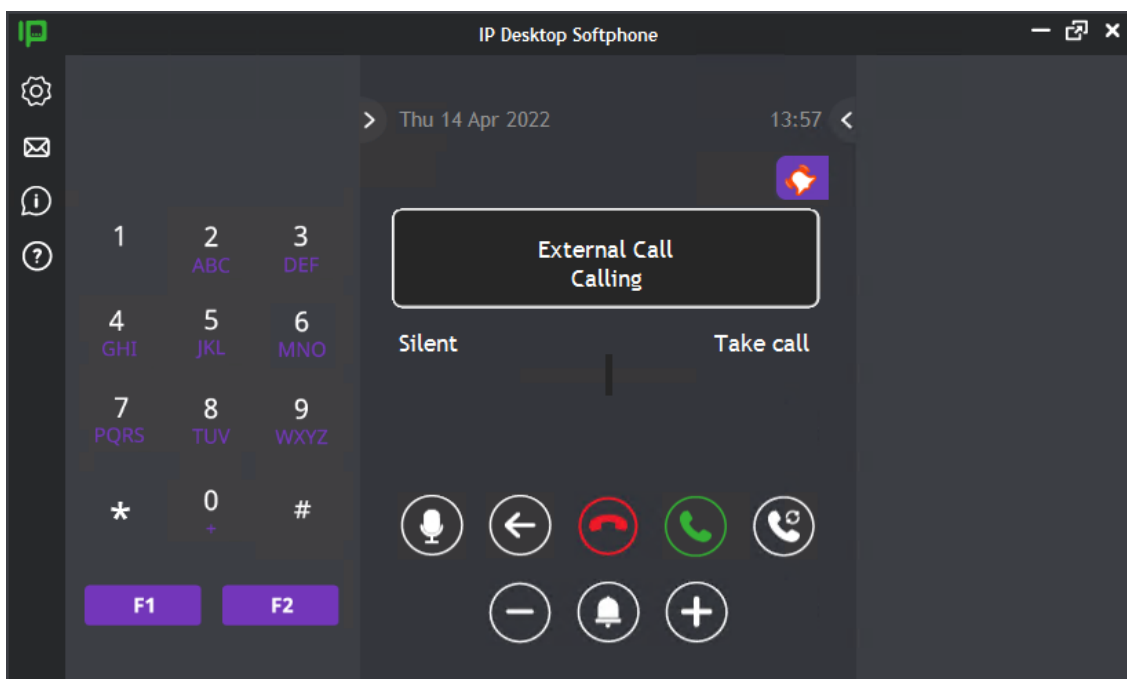 IP Desktop Softphone
Thu 14 Apr 2022 13:57
External Call
Calling
Silent Take call
1 2 3
ABC DEF
4 5 6
GHI JKL MNO
7 8 9
PQRS TUV WXYZ
* 0 #
+
F1 F2